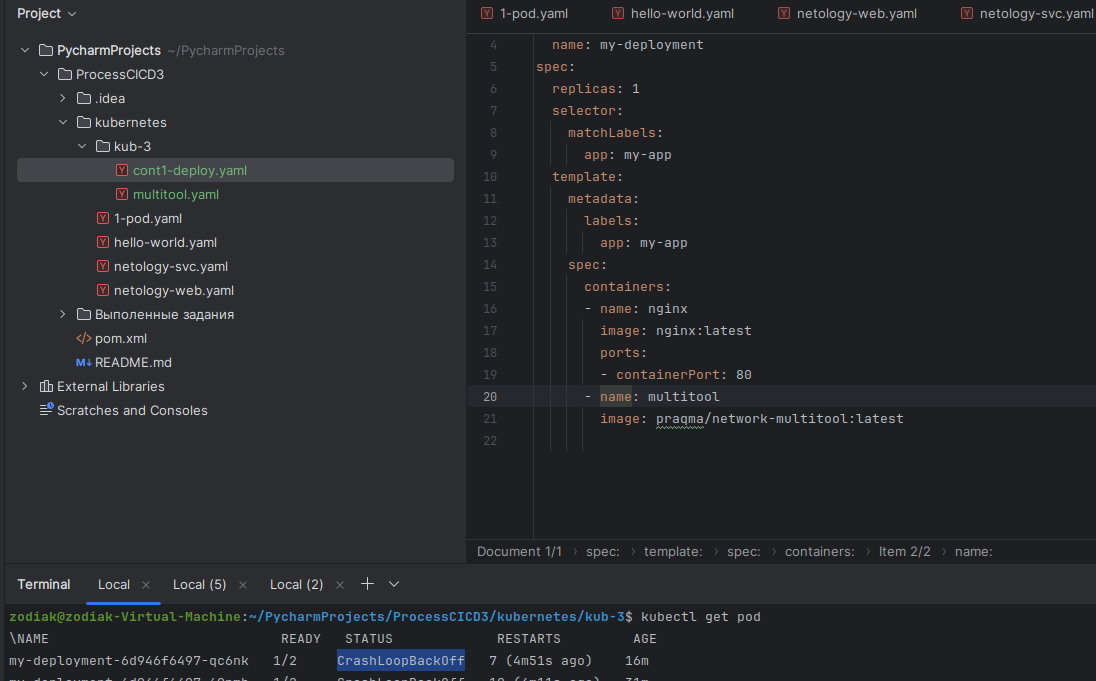 Project
PycharmProjects ~/PycharmProjects
ProcessCICD3
.idea
kubernetes
kub-3
cont1-deploy.yaml
multitool.yaml
1-pod.yaml
hello-world.yaml
netology-svc.yaml
netology-web.yaml
Выполенные задания
pom.xml
README.md
External Libraries
Scratches and Consoles
1-pod.yaml hello-world.yaml netology-web.yaml netology-svc.yaml
4 name: my-deployment
5 spec:
6 replicas: 1
7 selector:
8 matchLabels:
9 app: my-app
10 template:
11 metadata:
12 labels:
13 app: my-app
14 spec:
15 containers:
16 - name: nginx
17 image: nginx:latest
18 ports:
19 - containerPort: 80
20 - name: multitool
21 image: praqma/network-multitool:latest
22
Document 1/1 › spec: › template: › spec: › containers: › Item 2/2 › name:
Terminal Local × Local (5) × Local (2) ×
zodiak@zodiak-Virtual-Machine:~/PycharmProjects/ProcessCICD3/kubernetes/kub-3$ kubectl get pod
\NAME READY STATUS RESTARTS AGE
my-deployment-6d946f6497-qc6nk 1/2 CrashLoopBackOff 7 (4m51s ago) 16m